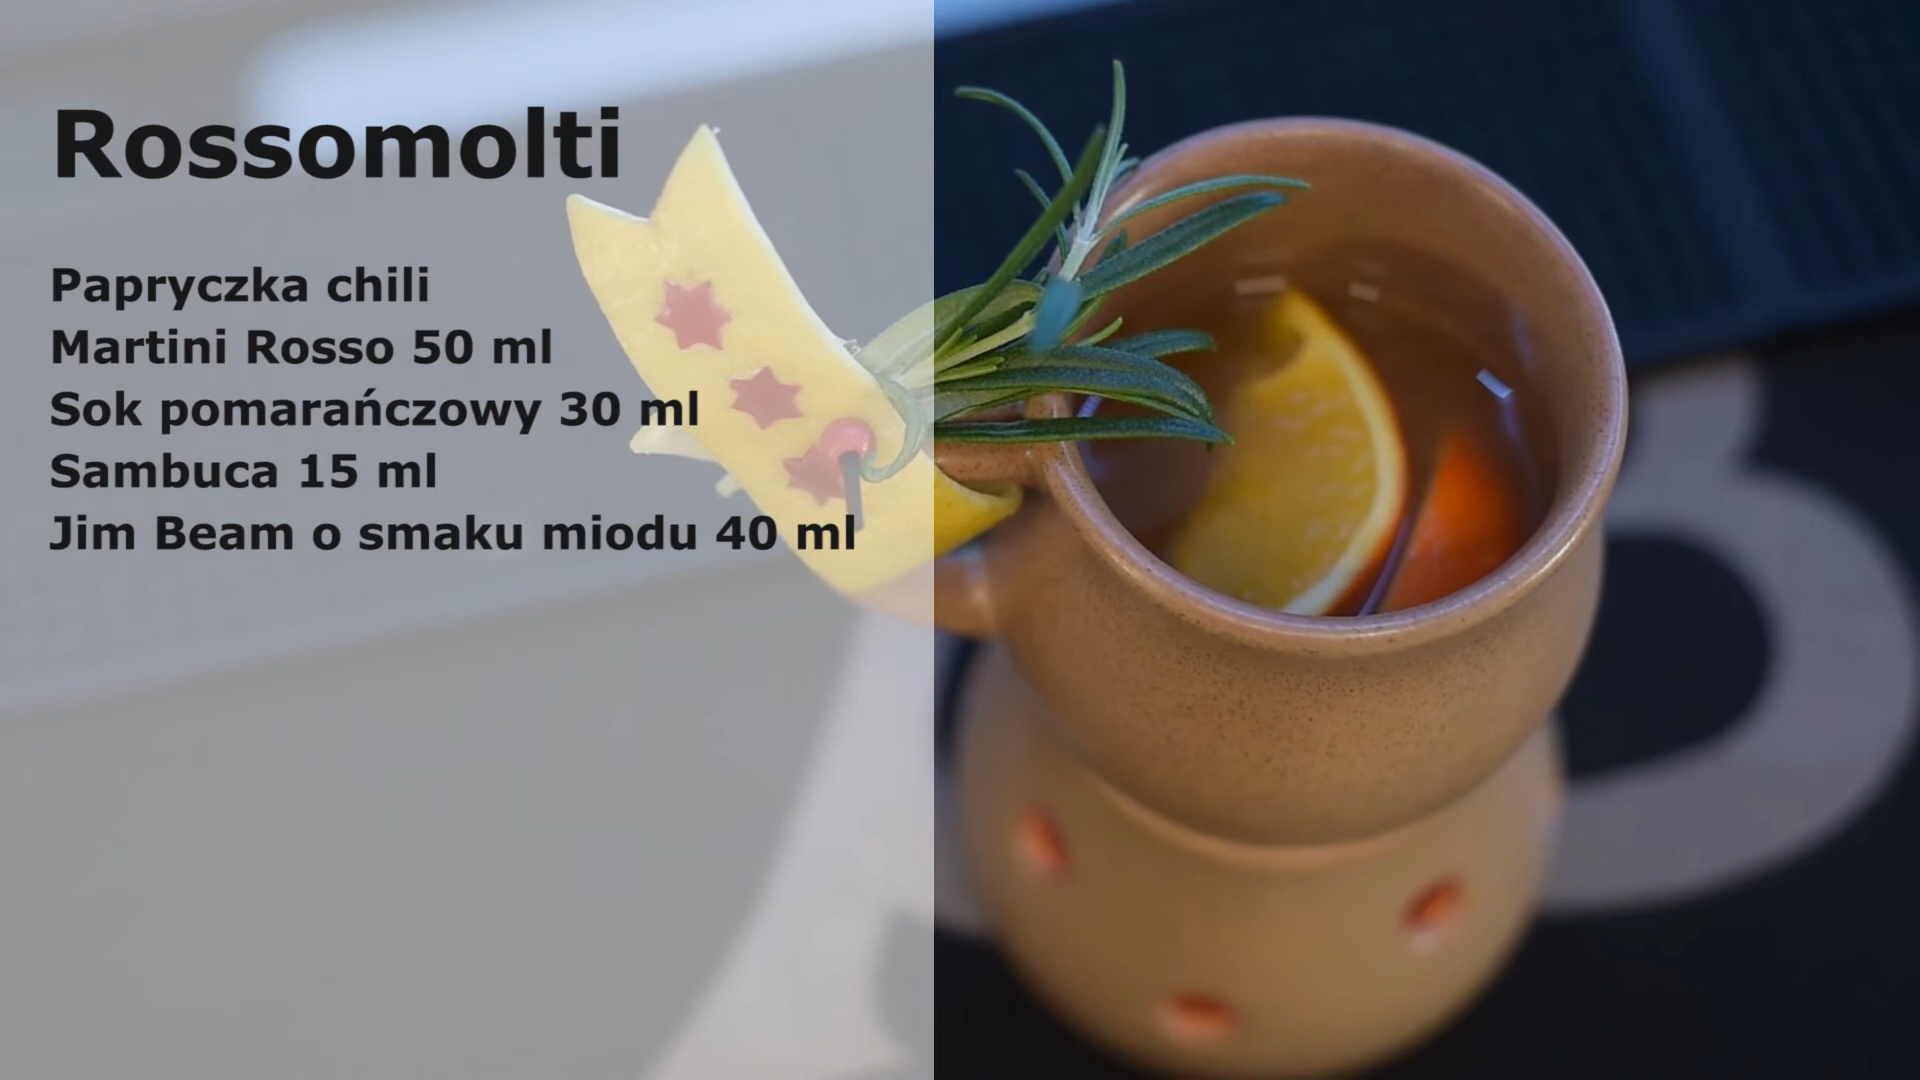 Rossomolti
Papryczka chili
Martini Rosso 50 ml
Sok pomarańczowy 30 ml
Sambuca 15 ml
Jim Beam o smaku miodu 40 ml